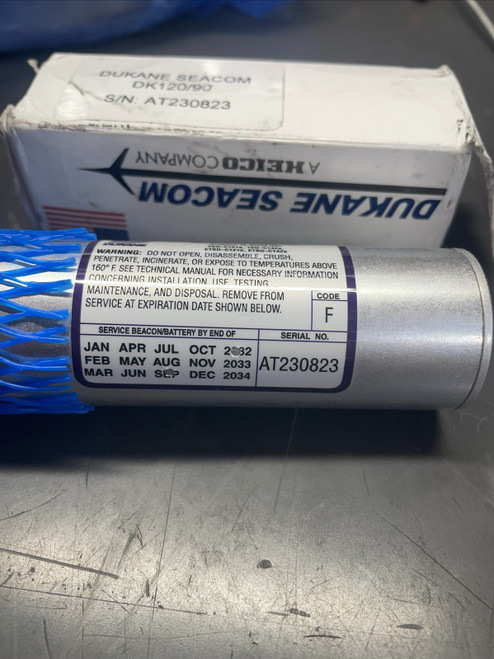 DUKANE SEACOM
DK120/90
S/N: AT230823
A HEICO COMPANY
DUKANE SEACOM
DUKANE
WARNING: DO NOT OPEN, DISASSEMBLE, CRUSH,
PENETRATE, INCINERATE, OR EXPOSE TO TEMPERATURES ABOVE
160° F. SEE TECHNICAL MANUAL FOR NECESSARY INFORMATION
CONCERNING INSTALLATION, USE, TESTING,
MAINTENANCE, AND DISPOSAL. REMOVE FROM
SERVICE AT EXPIRATION DATE SHOWN BELOW.
CODE
F
SERVICE BEACON/BATTERY BY END OF
SERIAL NO.
JAN APR JUL OCT 2032
FEB MAY AUG NOV 2033
MAR JUN SEP DEC 2034
AT230823